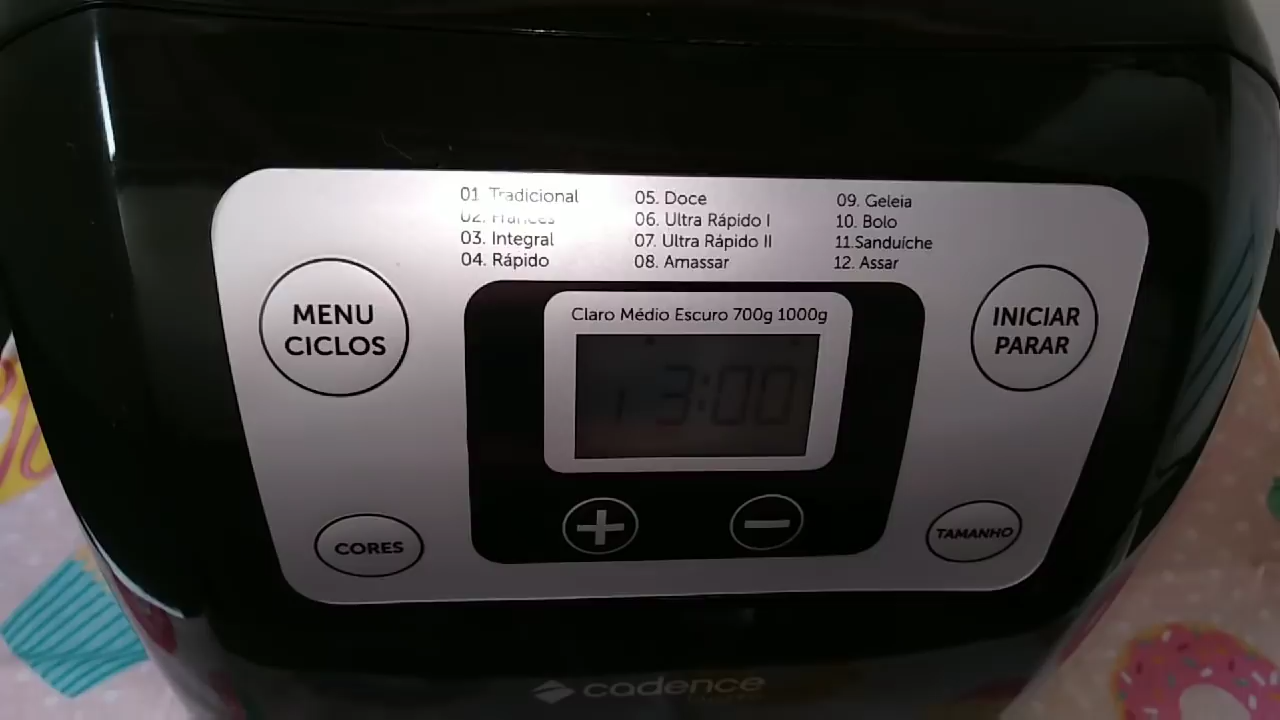 01 Tradicional
02. Francês
03. Integral
04. Rápido
05. Doce
06. Ultra Rápido I
07. Ultra Rápido II
08. Amassar
09. Geleia
10. Bolo
11.Sanduíche
12. Assar
MENU
CICLOS
Claro Médio Escuro 700g 1000g
1 3:00
INICIAR
PARAR
CORES
+ −
TAMANHO
cadence